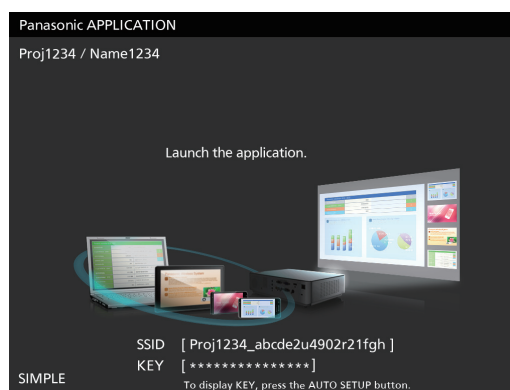 Panasonic APPLICATION
Proj1234 / Name1234
Launch the application.
SSID [ Proj1234_abcde2u4902r21fgh ]
KEY [ *************** ]
To display KEY, press the AUTO SETUP button.
SIMPLE